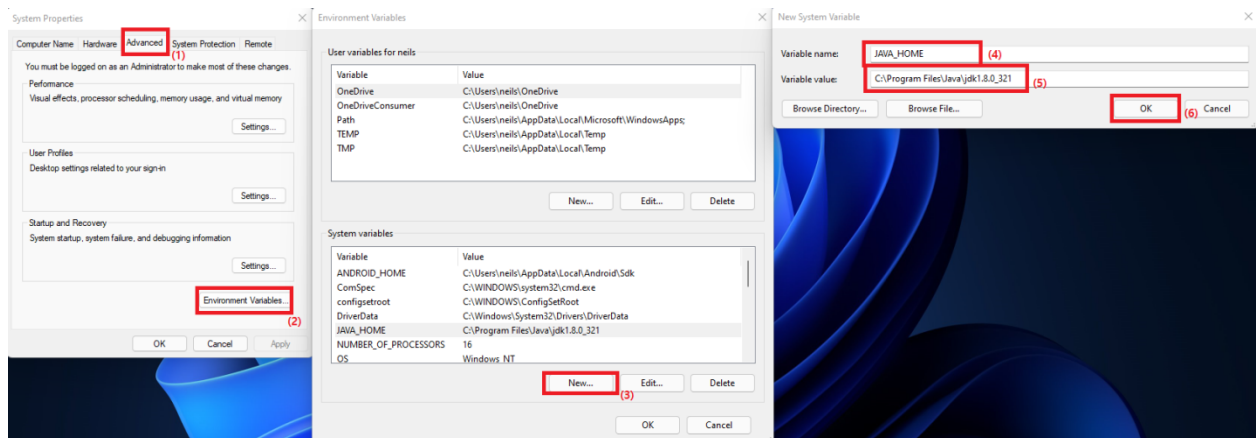 System Properties
Computer Name Hardware Advanced System Protection Remote
(1)
You must be logged on as an Administrator to make most of these changes.
Performance
Visual effects, processor scheduling, memory usage, and virtual memory
Settings...
User Profiles
Desktop settings related to your sign-in
Settings...
Startup and Recovery
System startup, system failure, and debugging information
Settings...
Environment Variables...
(2)
OK Cancel Apply
Environment Variables
User variables for neils
Variable Value
OneDrive C:\Users\neils\OneDrive
OneDriveConsumer C:\Users\neils\OneDrive
Path C:\Users\neils\AppData\Local\Microsoft\WindowsApps;
TEMP C:\Users\neils\AppData\Local\Temp
TMP C:\Users\neils\AppData\Local\Temp
New... Edit... Delete
System variables
Variable Value
ANDROID_HOME C:\Users\neils\AppData\Local\Android\Sdk
ComSpec C:\WINDOWS\system32\cmd.exe
configsetroot C:\WINDOWS\ConfigSetRoot
DriverData C:\Windows\System32\Drivers\DriverData
JAVA_HOME C:\Program Files\Java\jdk1.8.0_321
NUMBER_OF_PROCESSORS 16
OS Windows_NT
New... Edit... Delete
(3)
OK Cancel
New System Variable
Variable name: JAVA_HOME (4)
Variable value: C:\Program Files\Java\jdk1.8.0_321 (5)
Browse Directory... Browse File... OK (6) Cancel